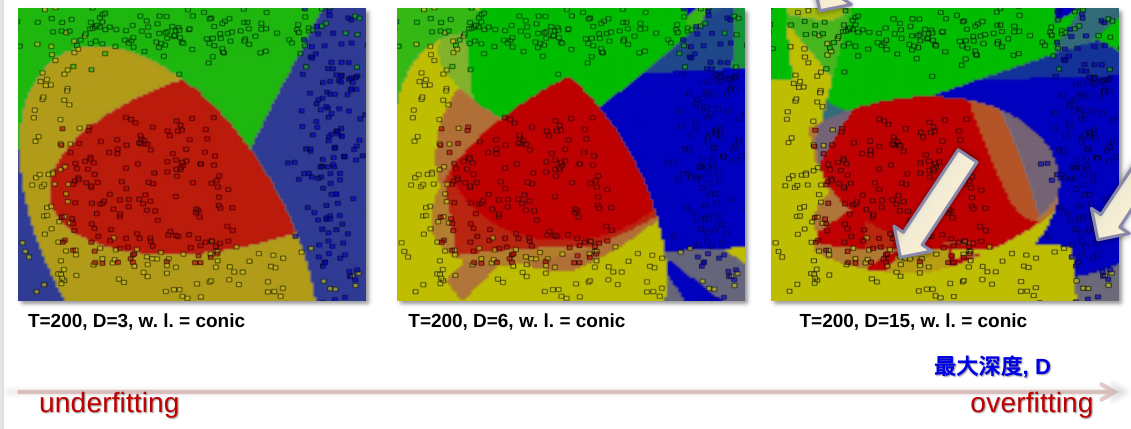 T=200, D=3, w. l. = conic
T=200, D=6, w. l. = conic
T=200, D=15, w. l. = conic
最大深度, D
underfitting
overfitting